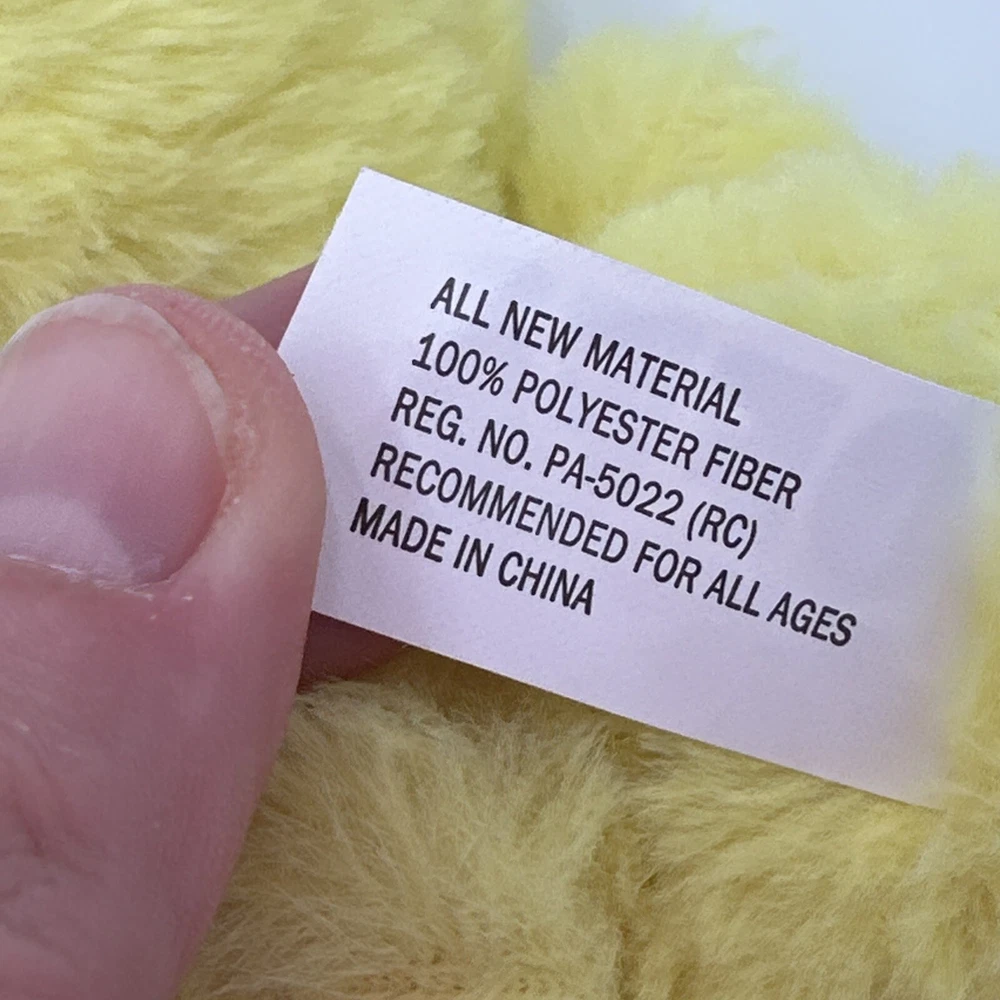 ALL NEW MATERIAL
100% POLYESTER FIBER
REG. NO. PA-5022 (RC)
RECOMMENDED FOR ALL AGES
MADE IN CHINA